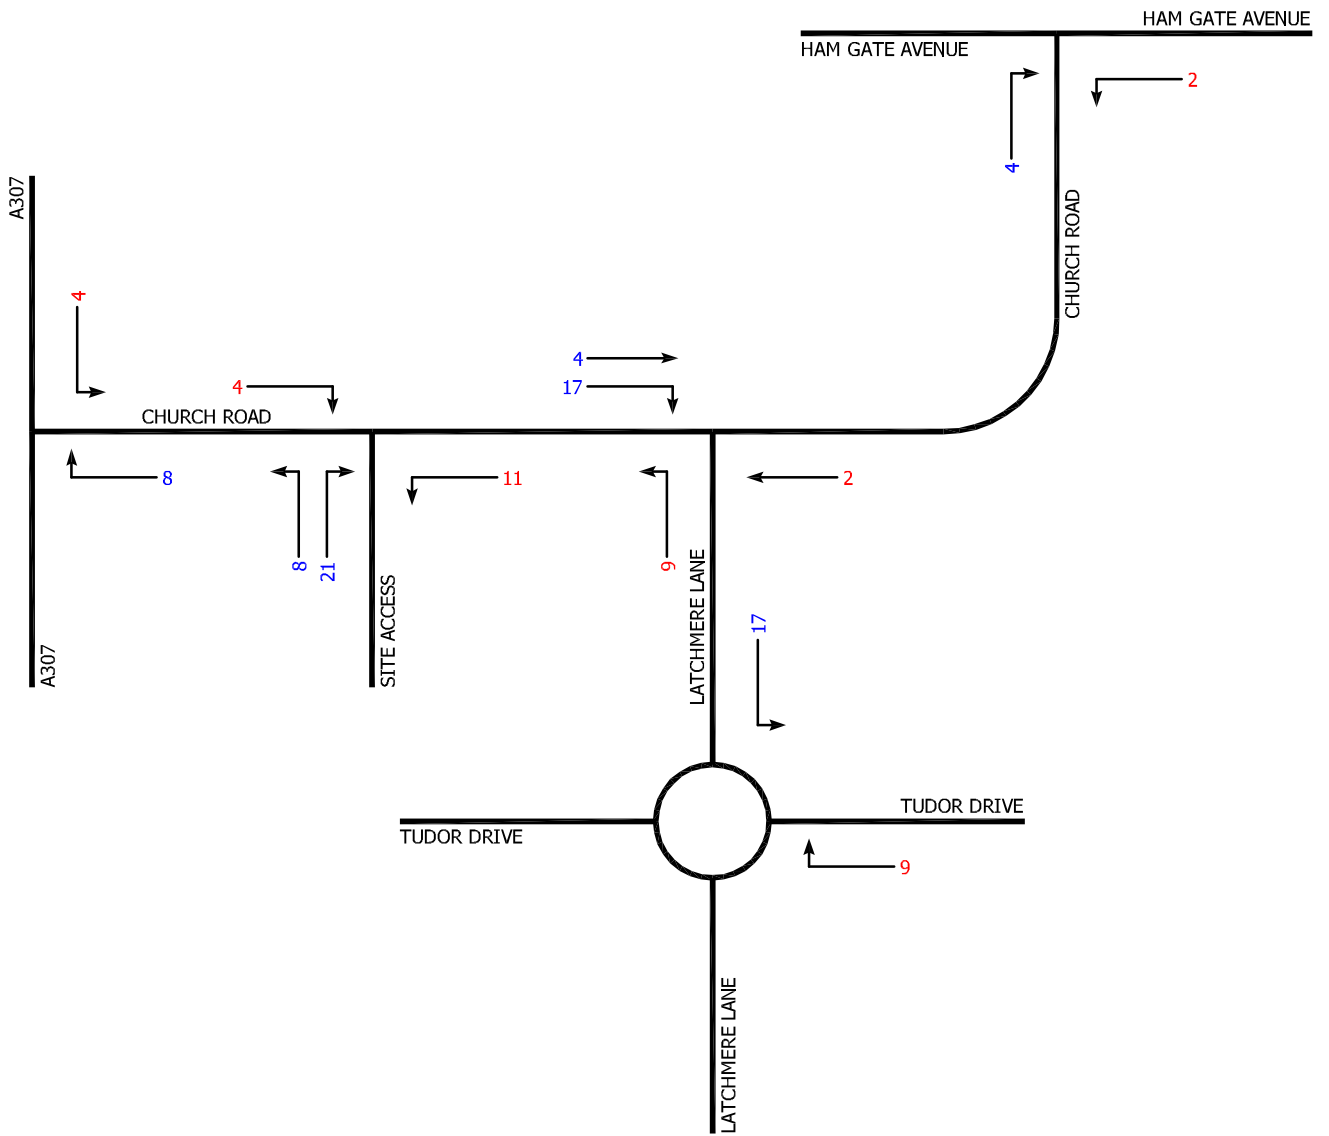 HAM GATE AVENUE
HAM GATE AVENUE
2
4
A307
CHURCH ROAD
4
4
4
17
CHURCH ROAD
8
11
2
8
21
9
SITE ACCESS
LATCHMERE LANE
A307
17
TUDOR DRIVE
TUDOR DRIVE
9
LATCHMERE LANE